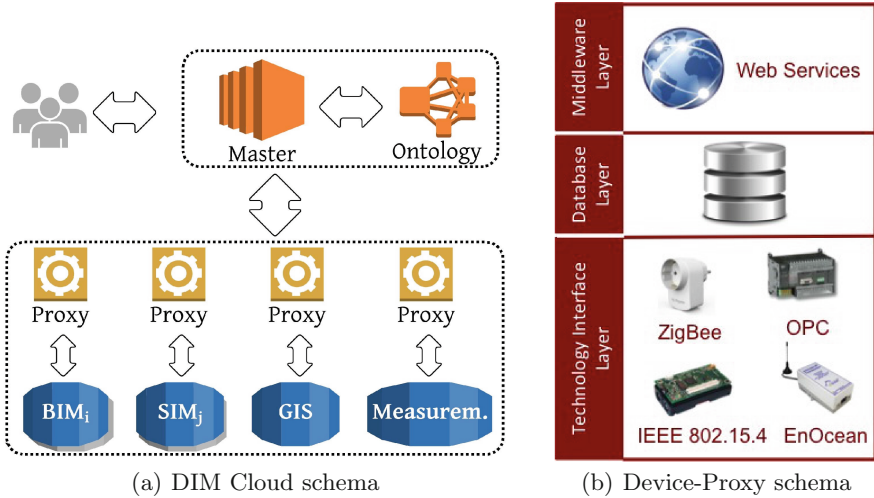 Master
Ontology
Proxy
Proxy
Proxy
Proxy
BIMi
SIMj
GIS
Measurem.
(a) DIM Cloud schema
Middleware
Layer
Web Services
Database
Layer
Technology Interface
Layer
ZigBee
OPC
IEEE 802.15.4
EnOcean
(b) Device-Proxy schema